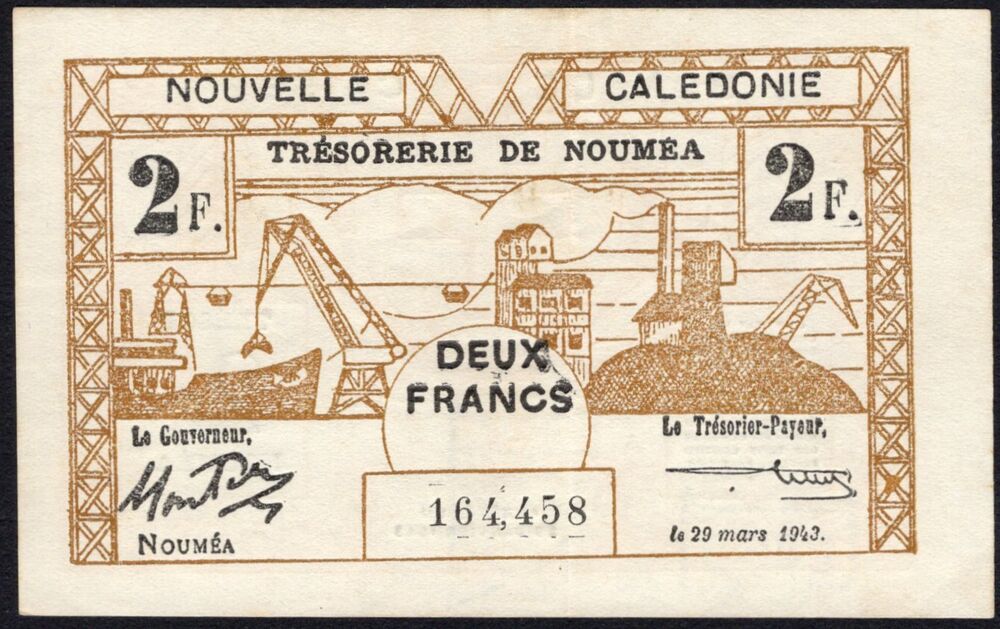 NOUVELLE CALEDONIE
TRÉSORERIE DE NOUMÉA
2F. 2F.
DEUX
FRANCS
Le Gouverneur,
Le Trésorier-Payeur,
164,458
NOUMÉA
le 29 mars 1943.